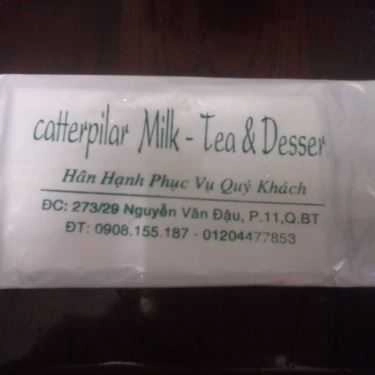 catterpilar Milk - Tea & Desser
Hân Hạnh Phục Vụ Quý Khách
ĐC: 273/29 Nguyễn Văn Đậu, P.11,Q.BT
ĐT: 0908.155.187 - 01204477853